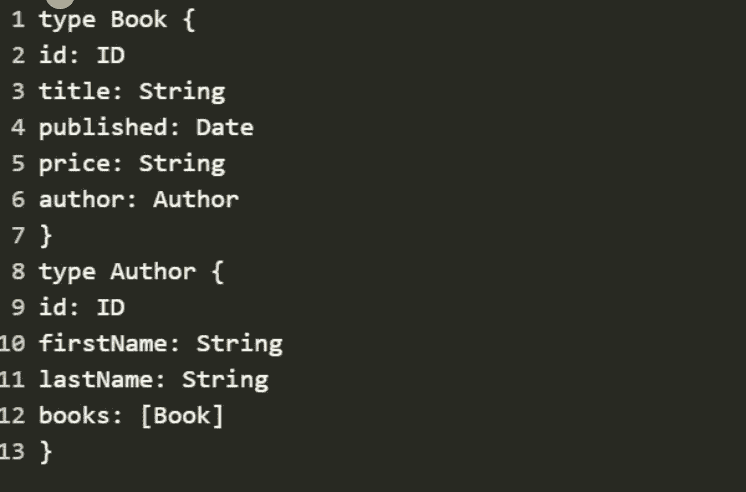 1 type Book {
2 id: ID
3 title: String
4 published: Date
5 price: String
6 author: Author
7 }
8 type Author {
9 id: ID
10 firstName: String
11 lastName: String
12 books: [Book]
13 }